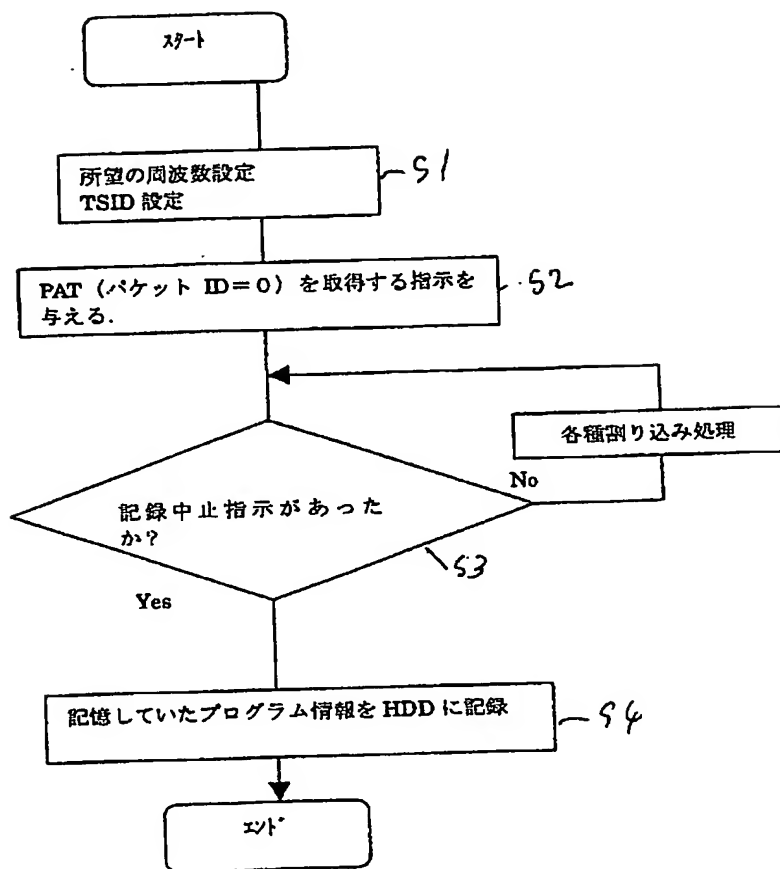 スタート
所望の周波数設定
TSID 設定
S1
PAT (パケット ID=0) を取得する指示を
与える.
S2
各種割り込み処理
No
記録中止指示があった
か?
S3
Yes
記憶していたプログラム情報を HDD に記録
S4
エンド